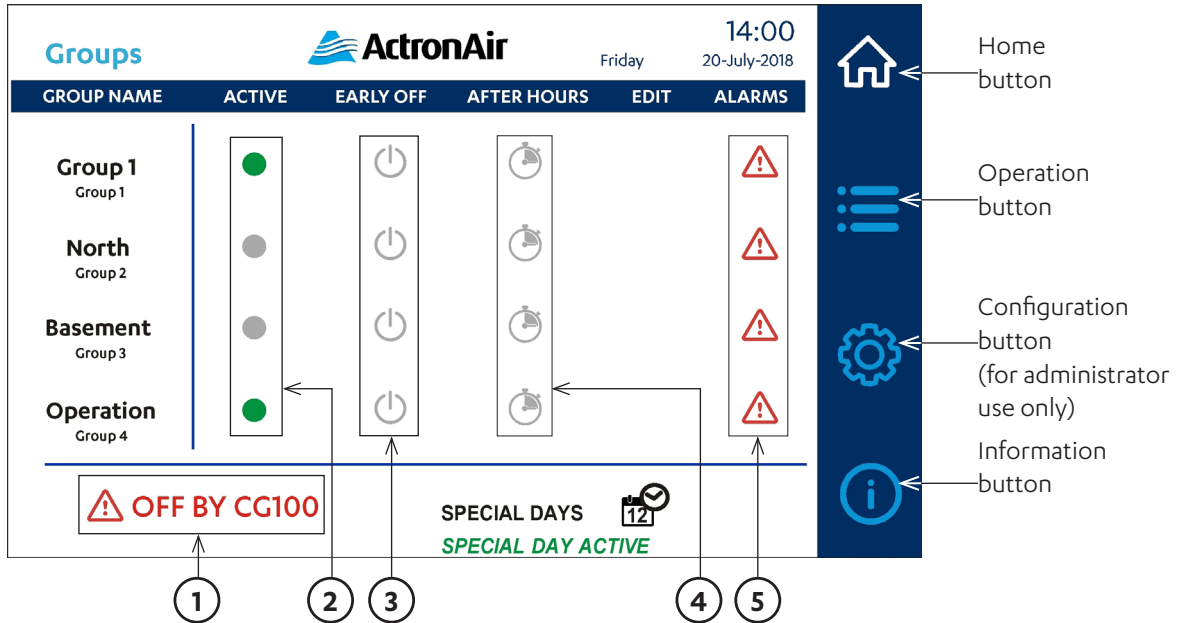 Groups
ActronAir
Friday
14:00
20-July-2018
GROUP NAME ACTIVE EARLY OFF AFTER HOURS EDIT ALARMS
Group 1
Group 1
North
Group 2
Basement
Group 3
Operation
Group 4
OFF BY CG100
SPECIAL DAYS
12
SPECIAL DAY ACTIVE
1 2 3 4 5
Home
button
Operation
button
Configuration
button
(for administrator
use only)
Information
button